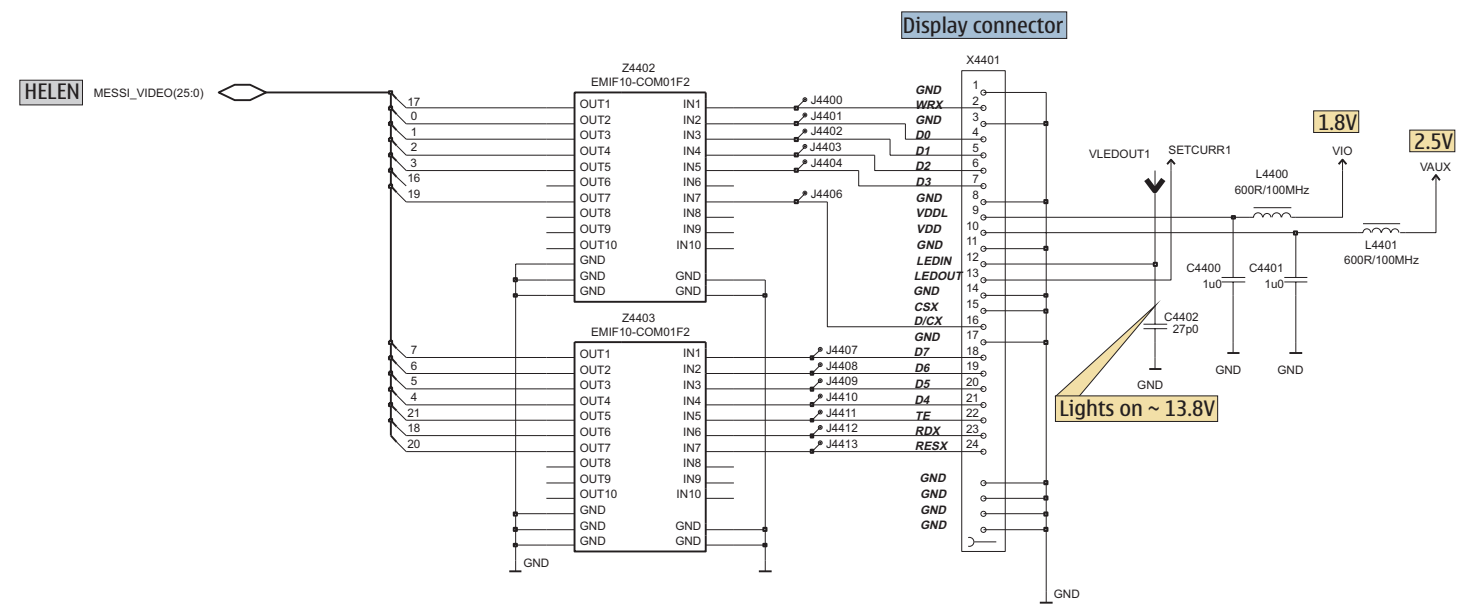 Display connector
HELEN
MESSI_VIDEO(25:0)
Z4402
EMIF10-COM01F2
17
0
1
2
3
16
19
OUT1
OUT2
OUT3
OUT4
OUT5
OUT6
OUT7
OUT8
OUT9
OUT10
GND
GND
GND
IN1
IN2
IN3
IN4
IN5
IN6
IN7
IN8
IN9
IN10
GND
GND
J4400
J4401
J4402
J4403
J4404
J4406
Z4403
EMIF10-COM01F2
7
6
5
4
21
18
20
OUT1
OUT2
OUT3
OUT4
OUT5
OUT6
OUT7
OUT8
OUT9
OUT10
GND
GND
GND
IN1
IN2
IN3
IN4
IN5
IN6
IN7
IN8
IN9
IN10
GND
GND
GND
J4407
J4408
J4409
J4410
J4411
J4412
J4413
X4401
GND 1
WRX 2
GND 3
D0 4
D1 5
D2 6
D3 7
GND 8
VDDL 9
VDD 10
GND 11
LEDIN 12
LEDOUT 13
GND 14
CSX 15
D/CX 16
GND 17
D7 18
D6 19
D5 20
D4 21
TE 22
RDX 23
RESX 24
GND
GND
GND
GND
GND
VLEDOUT1
SETCURR1
1.8V
VIO
2.5V
VAUX
L4400
600R/100MHz
L4401
600R/100MHz
C4400
1u0
C4401
1u0
C4402
27p0
GND
GND
GND
Lights on ~ 13.8V